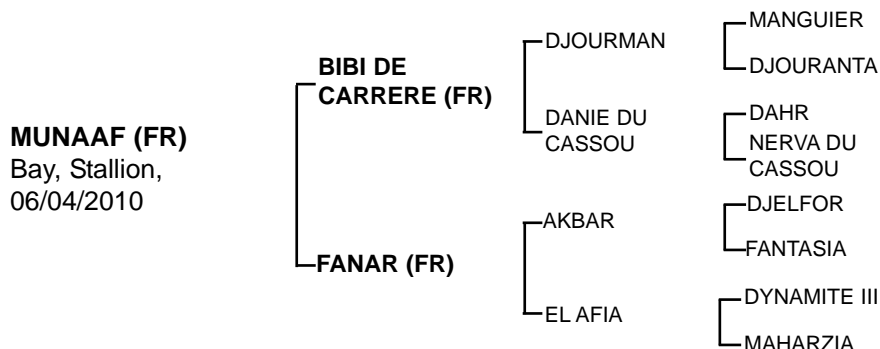 MUNAAF (FR)
Bay, Stallion,
06/04/2010
BIBI DE
CARRERE (FR)
FANAR (FR)
DJOURMAN
DANIE DU
CASSOU
AKBAR
EL AFIA
MANGUIER
DJOURANTA
DAHR
NERVA DU
CASSOU
DJELFOR
FANTASIA
DYNAMITE III
MAHARZIA